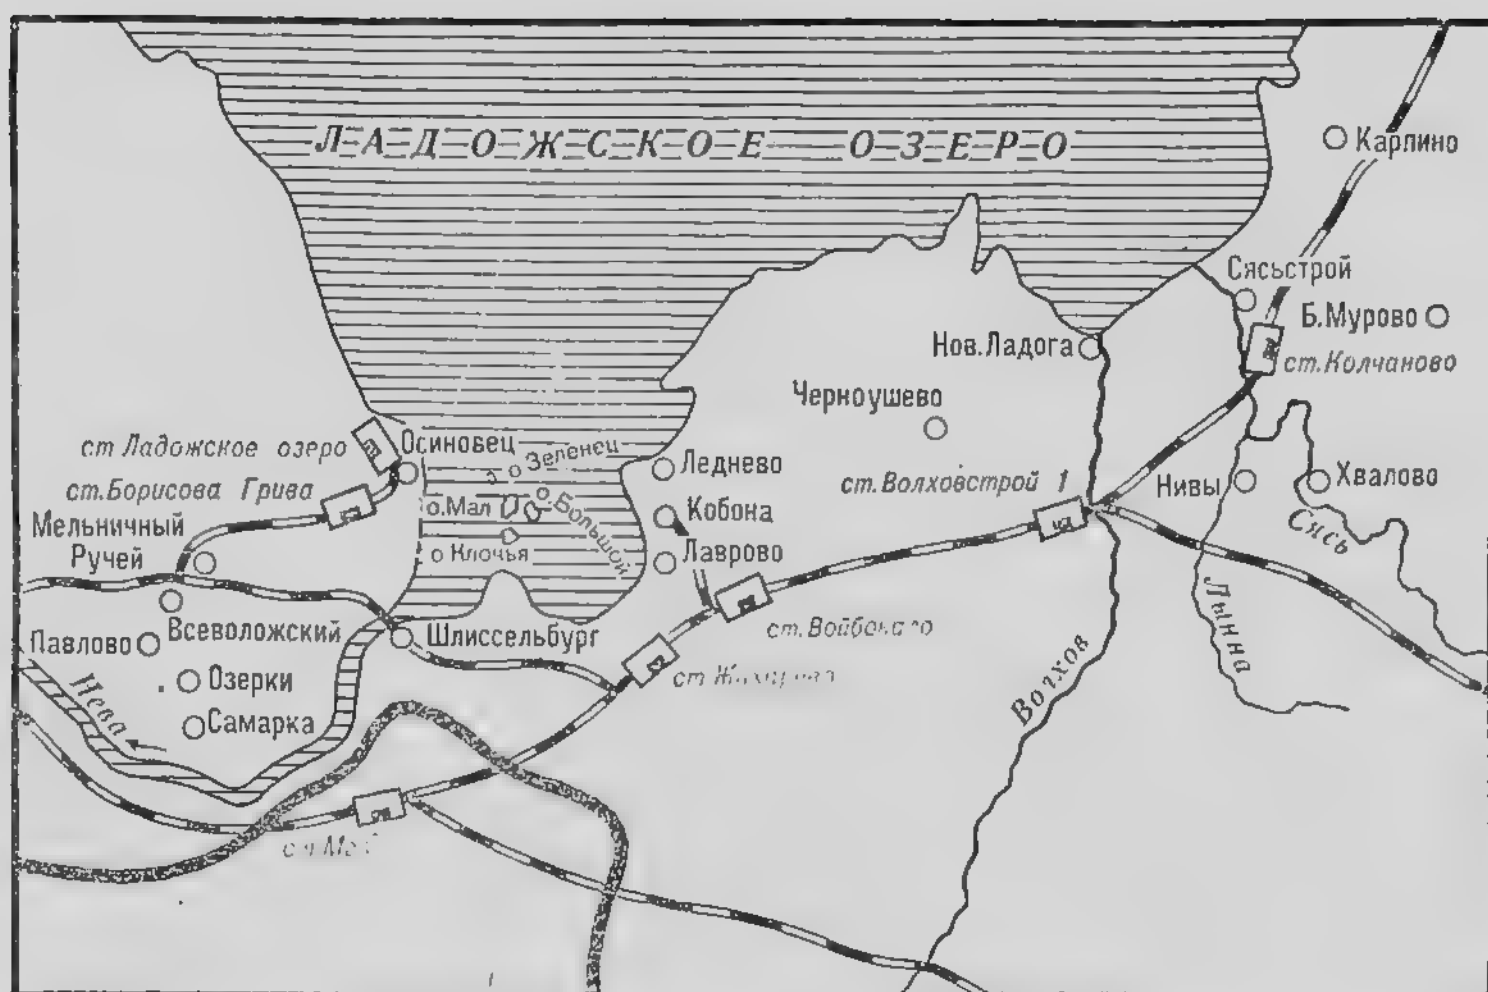 ЛАДОЖСКОЕ ОЗЕРО
Карлино
Сясьстрой
Б.Мурово
Нов.Ладога
ст.Колчаново
Черноушево
Осиновец
ст Ладожское озеро
о Зеленец
Леднево
ст.Борисова Грива
ст.Волховстрой 1
Нивы
Хвалово
о.Мал
Большой
Кобона
Мельничный
Ручей
о Клочья
Лаврово
Сясь
Лынна
Всеволожский
Шлиссельбург
Павлово
Озерки
Нева
Самарка
Волхов